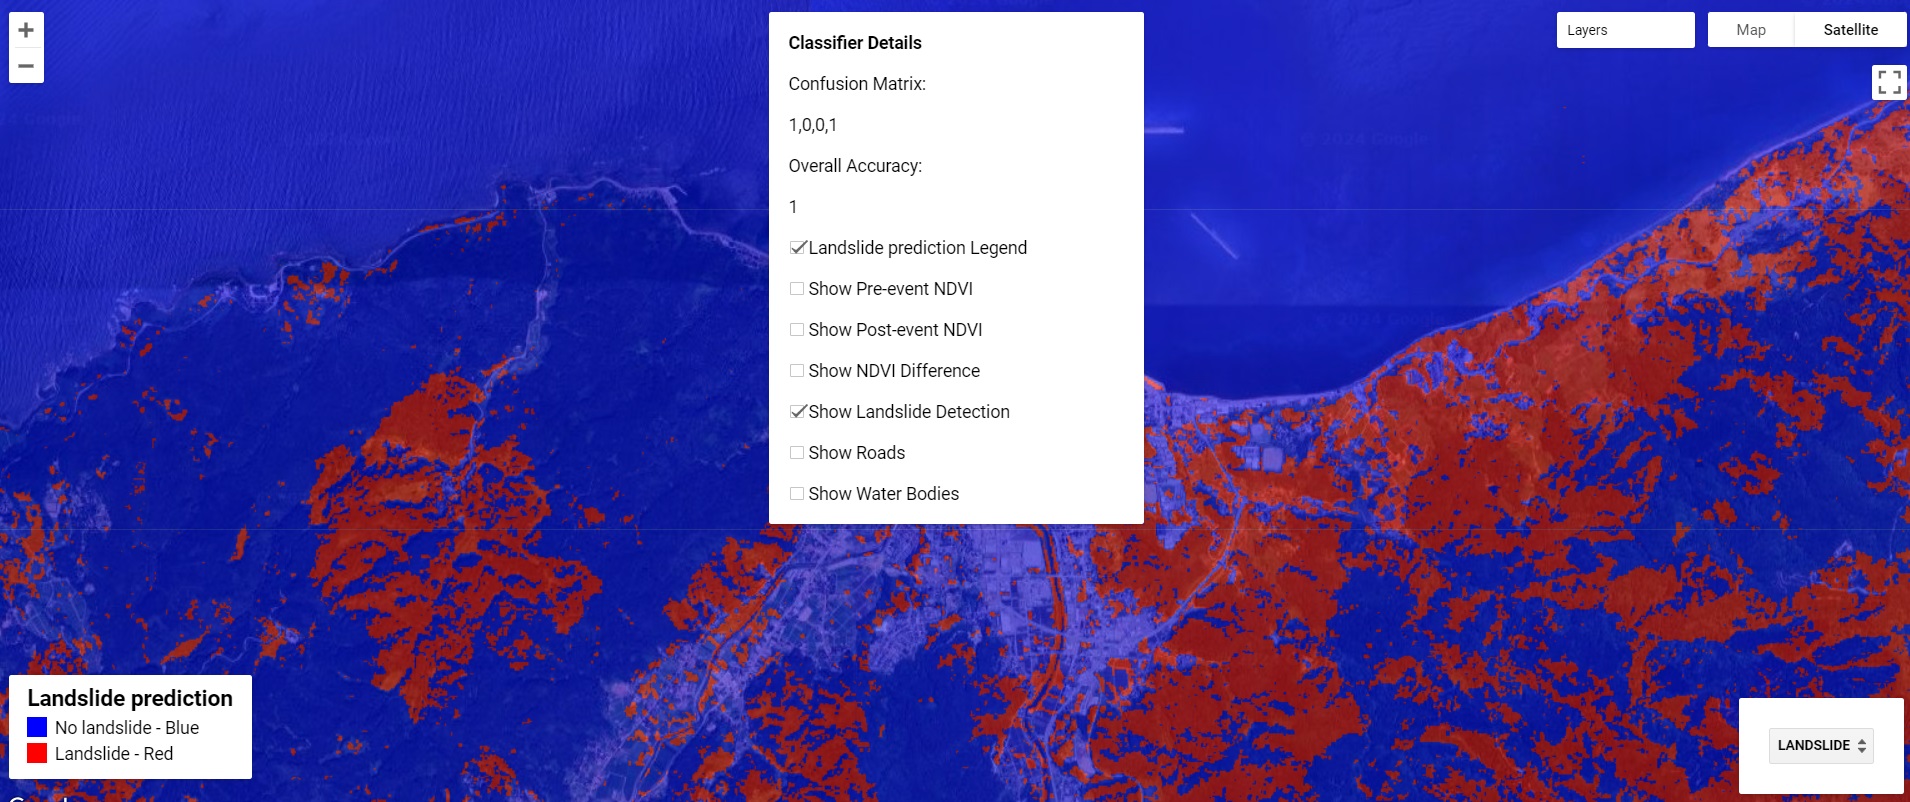 +
−
Classifier Details
Confusion Matrix:
1,0,0,1
Overall Accuracy:
1
Landslide prediction Legend
Show Pre-event NDVI
Show Post-event NDVI
Show NDVI Difference
Show Landslide Detection
Show Roads
Show Water Bodies
Layers
Map Satellite
© 2024 Google
Landslide prediction
No landslide - Blue
Landslide - Red
LANDSLIDE